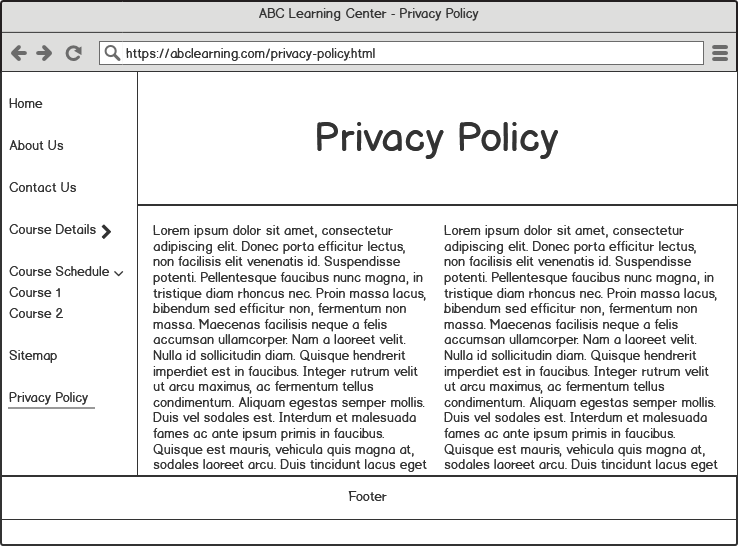 ABC Learning Center - Privacy Policy
https://abclearning.com/privacy-policy.html
Home
About Us
Contact Us
Course Details
Course Schedule
Course 1
Course 2
Sitemap
Privacy Policy
Privacy Policy
Lorem ipsum dolor sit amet, consectetur
adipiscing elit. Donec porta efficitur lectus,
non facilisis elit venenatis id. Suspendisse
potenti. Pellentesque faucibus nunc magna, in
tristique diam rhoncus nec. Proin massa lacus,
bibendum sed efficitur non, fermentum non
massa. Maecenas facilisis neque a felis
accumsan ullamcorper. Nam a laoreet velit.
Nulla id sollicitudin diam. Quisque hendrerit
imperdiet est in faucibus. Integer rutrum velit
ut arcu maximus, ac fermentum tellus
condimentum. Aliquam egestas semper mollis.
Duis vel sodales est. Interdum et malesuada
fames ac ante ipsum primis in faucibus.
Quisque est mauris, vehicula quis magna at,
sodales laoreet arcu. Duis tincidunt lacus eget
Lorem ipsum dolor sit amet, consectetur
adipiscing elit. Donec porta efficitur lectus,
non facilisis elit venenatis id. Suspendisse
potenti. Pellentesque faucibus nunc magna, in
tristique diam rhoncus nec. Proin massa lacus,
bibendum sed efficitur non, fermentum non
massa. Maecenas facilisis neque a felis
accumsan ullamcorper. Nam a laoreet velit.
Nulla id sollicitudin diam. Quisque hendrerit
imperdiet est in faucibus. Integer rutrum velit
ut arcu maximus, ac fermentum tellus
condimentum. Aliquam egestas semper mollis.
Duis vel sodales est. Interdum et malesuada
fames ac ante ipsum primis in faucibus.
Quisque est mauris, vehicula quis magna at,
sodales laoreet arcu. Duis tincidunt lacus eget
Footer